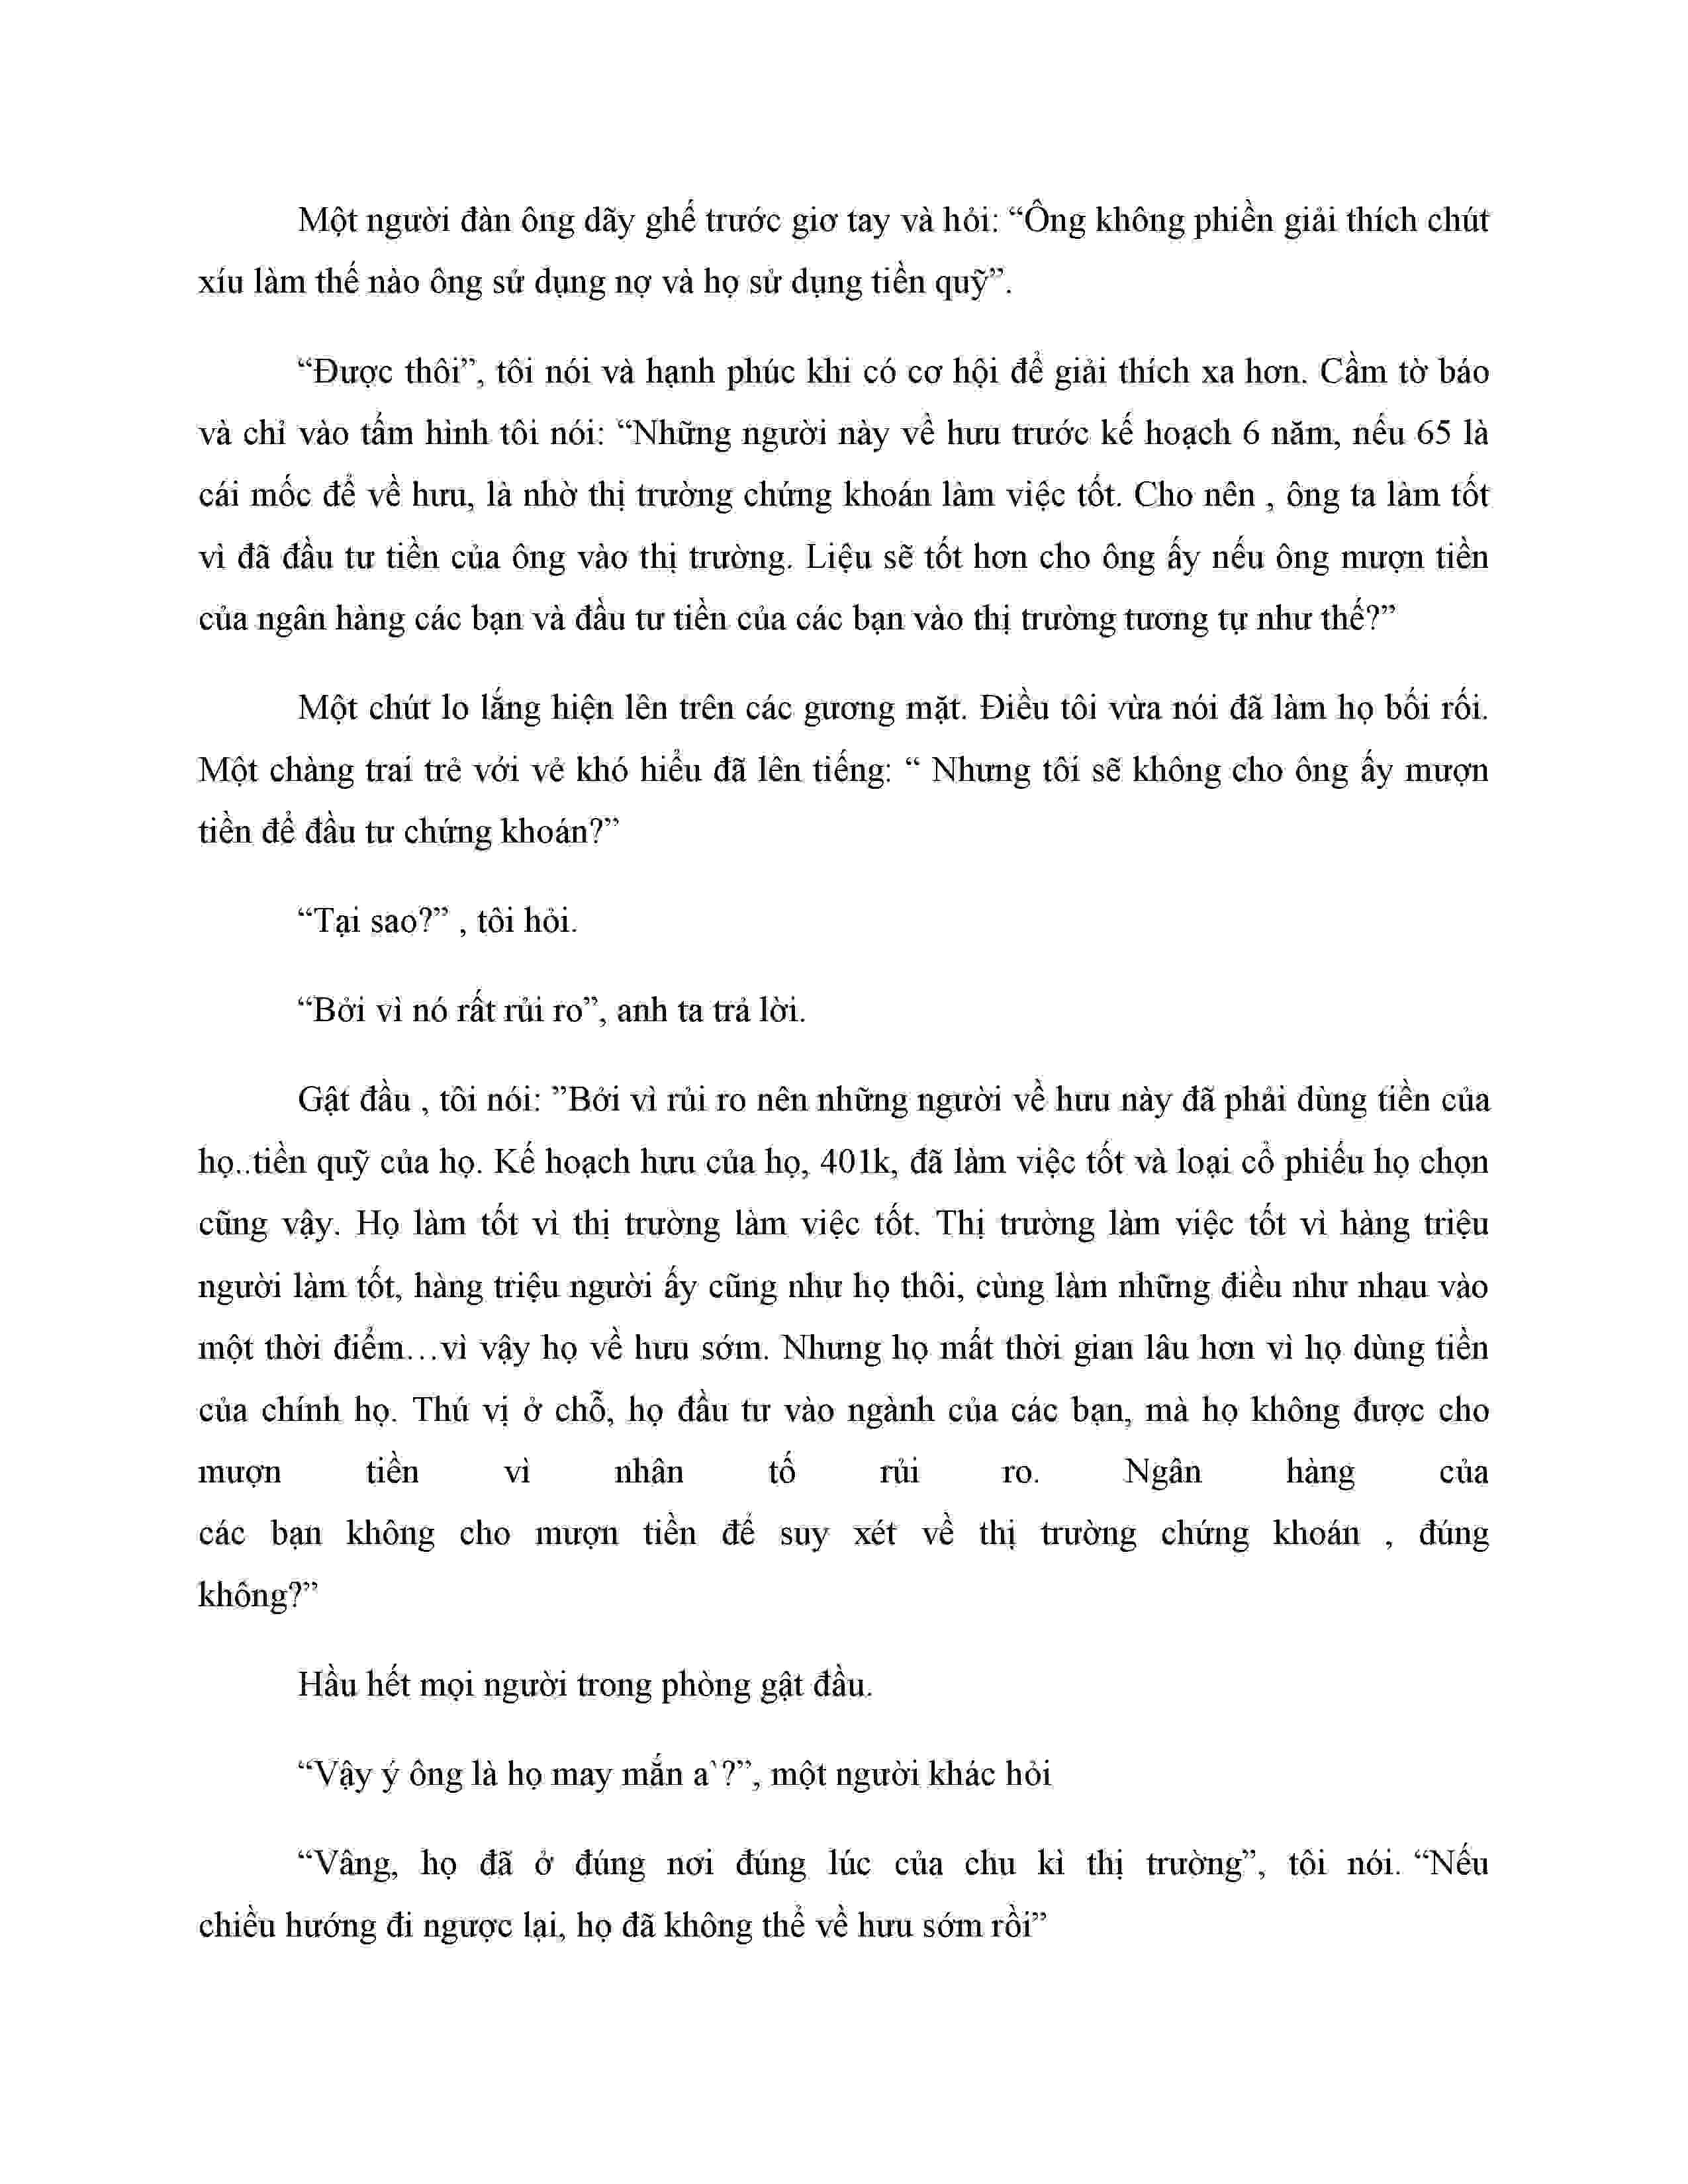 Một người đàn ông dãy ghế trước giơ tay và hỏi: “Ông không phiền giải thích chút
xíu làm thế nào ông sử dụng nợ và họ sử dụng tiền quỹ”.
“Được thôi”, tôi nói và hạnh phúc khi có cơ hội để giải thích xa hơn. Cầm tờ báo
và chỉ vào tấm hình tôi nói: “Những người này về hưu trước kế hoạch 6 năm, nếu 65 là
cái mốc để về hưu, là nhờ thị trường chứng khoán làm việc tốt. Cho nên , ông ta làm tốt
vì đã đầu tư tiền của ông vào thị trường. Liệu sẽ tốt hơn cho ông ấy nếu ông mượn tiền
của ngân hàng các bạn và đầu tư tiền của các bạn vào thị trường tương tự như thế?”
Một chút lo lắng hiện lên trên các gương mặt. Điều tôi vừa nói đã làm họ bối rối.
Một chàng trai trẻ với vẻ khó hiểu đã lên tiếng: “ Nhưng tôi sẽ không cho ông ấy mượn
tiền để đầu tư chứng khoán?”
“Tại sao?” , tôi hỏi.
“Bởi vì nó rất rủi ro”, anh ta trả lời.
Gật đầu , tôi nói: ”Bởi vì rủi ro nên những người về hưu này đã phải dùng tiền của
họ..tiền quỹ của họ. Kế hoạch hưu của họ, 401k, đã làm việc tốt và loại cổ phiếu họ chọn
cũng vậy. Họ làm tốt vì thị trường làm việc tốt. Thị trường làm việc tốt vì hàng triệu
người làm tốt, hàng triệu người ấy cũng như họ thôi, cùng làm những điều như nhau vào
một thời điểm…vì vậy họ về hưu sớm. Nhưng họ mất thời gian lâu hơn vì họ dùng tiền
của chính họ. Thú vị ở chỗ, họ đầu tư vào ngành của các bạn, mà họ không được cho
mượn tiền vì nhân tố rủi ro. Ngân hàng của
các bạn không cho mượn tiền để suy xét về thị trường chứng khoán , đúng
không?”
Hầu hết mọi người trong phòng gật đầu.
“Vậy ý ông là họ may mắn a`?”, một người khác hỏi
“Vâng, họ đã ở đúng nơi đúng lúc của chu kì thị trường”, tôi nói. “Nếu
chiều hướng đi ngược lại, họ đã không thể về hưu sớm rồi”